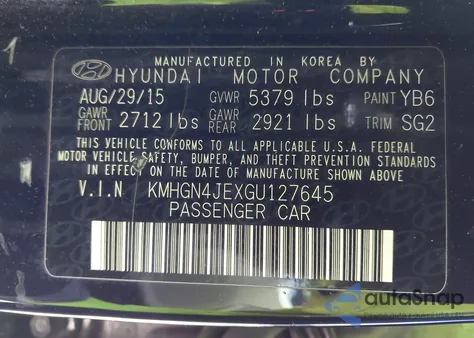 1
MANUFACTURED IN KOREA BY
HYUNDAI MOTOR COMPANY
AUG/29/15 GVWR 5379 lbs PAINT YB6
GAWR FRONT 2712 lbs GAWR REAR 2921 lbs TRIM SG2
THIS VEHICLE CONFORMS TO ALL APPLICABLE U.S.A. FEDERAL
MOTOR VEHICLE SAFETY, BUMPER, AND THEFT PREVENTION STANDARDS
IN EFFECT ON THE DATE OF MANUFACTURE SHOWN ABOVE.
V.I.N KMHGN4JEXGU127645
PASSENGER CAR
autoSnap